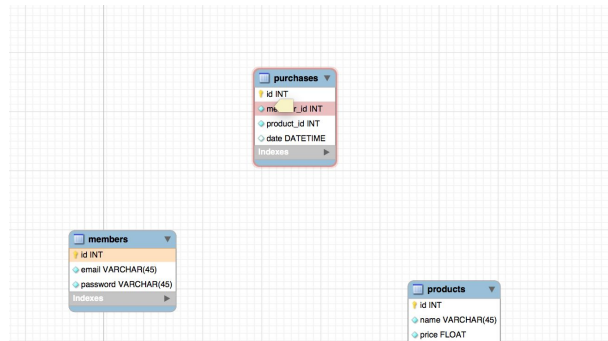 purchases
id INT
product_id INT
date DATETIME
Indexes
members
id INT
email VARCHAR(45)
password VARCHAR(45)
Indexes
products
id INT
name VARCHAR(45)
price FLOAT